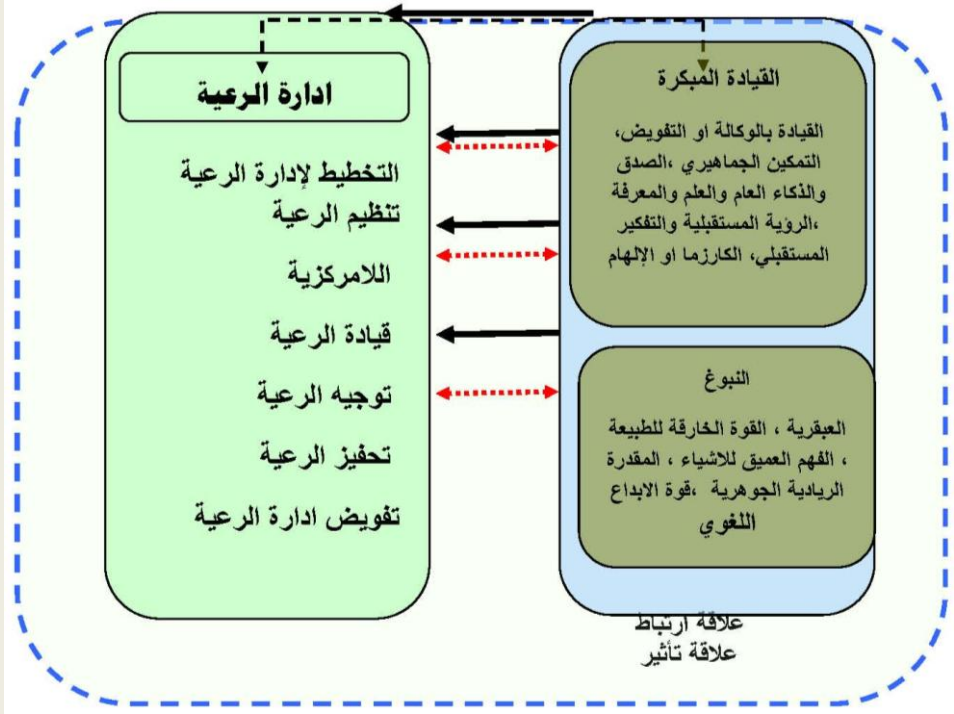 القيادة المبكرة
القيادة بالوكالة او التفويض،
التمكين الجماهيري ،الصدق
والذكاء العام والعلم والمعرفة
،الرؤية المستقبلية والتفكير
المستقبلي، الكارزما او الإلهام
النبوغ
العبقرية ، القوة الخارقة للطبيعة
، الفهم العميق للاشياء ، المقدرة
الريادية الجوهرية ،قوة الابداع
اللغوي
علاقة ارتباط
علاقة تأثير
ادارة الرعية
التخطيط لإدارة الرعية
تنظيم الرعية
اللامركزية
قيادة الرعية
توجيه الرعية
تحفيز الرعية
تفويض ادارة الرعية